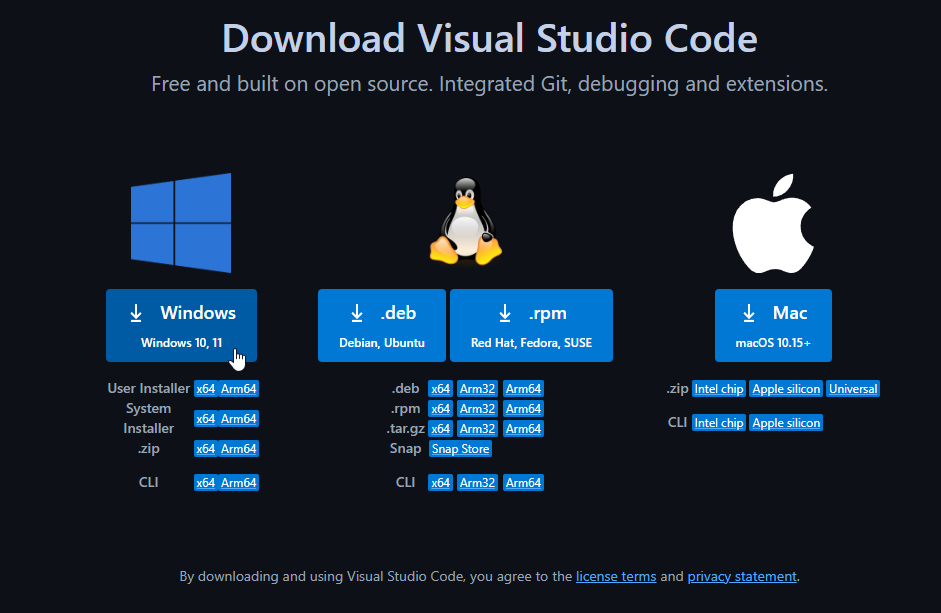 Download Visual Studio Code
Free and built on open source. Integrated Git, debugging and extensions.
Windows
Windows 10, 11
User Installer x64 Arm64
System
Installer x64 Arm64
.zip x64 Arm64
CLI x64 Arm64
.deb
Debian, Ubuntu
.rpm
Red Hat, Fedora, SUSE
.deb x64 Arm32 Arm64
.rpm x64 Arm32 Arm64
.tar.gz x64 Arm32 Arm64
Snap Snap Store
CLI x64 Arm32 Arm64
Mac
macOS 10.15+
.zip Intel chip Apple silicon Universal
CLI Intel chip Apple silicon
By downloading and using Visual Studio Code, you agree to the license terms and privacy statement.